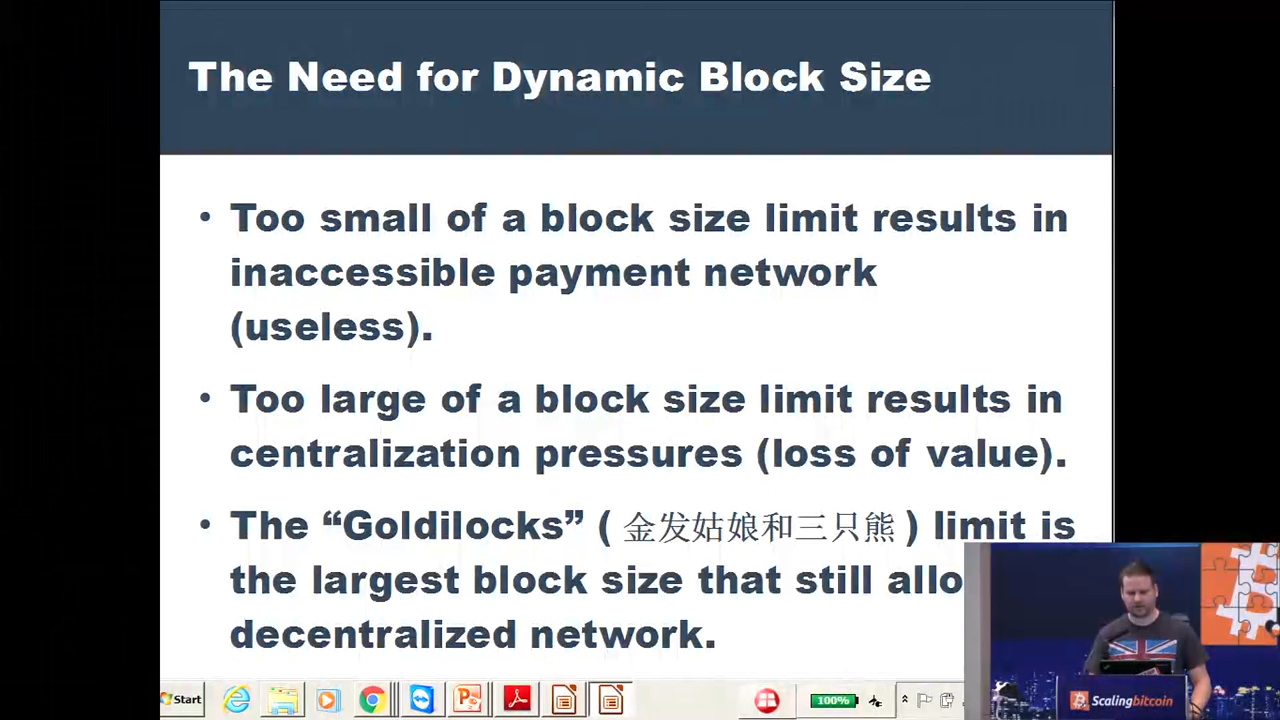 The Need for Dynamic Block Size
• Too small of a block size limit results in
inaccessible payment network
(useless).
• Too large of a block size limit results in
centralization pressures (loss of value).
• The “Goldilocks” ( 金发姑娘和三只熊 ) limit is
the largest block size that still allo
decentralized network.
Start
100%
Scalingbitcoin